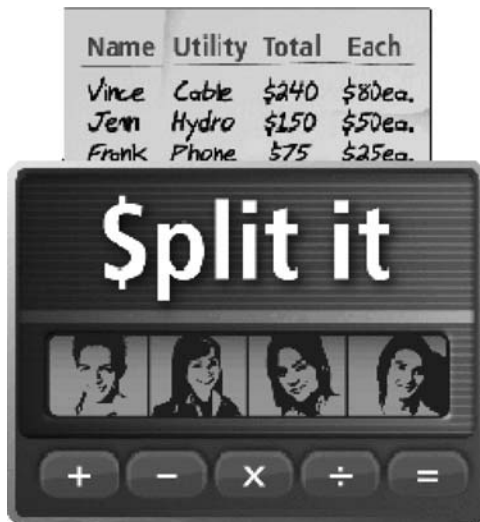 Name Utility Total Each
Vince Cable $240 $80ea.
Jenn Hydro $150 $50ea.
Frank Phone $75 $25ea.
$plit it
+ − × ÷ =